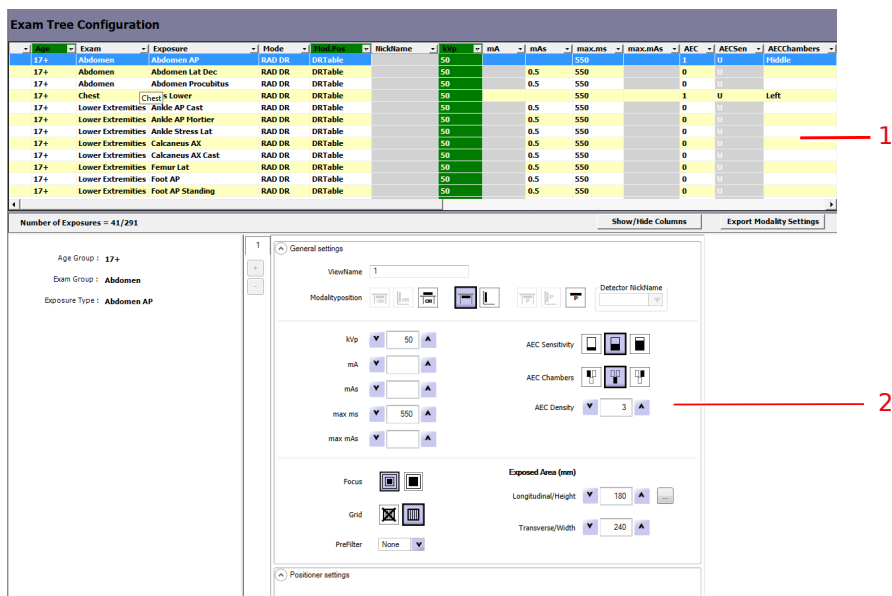 Exam Tree Configuration
Age Exam Exposure Mode Mod.Pos NickName kVp mA mAs max.ms max.mAs AEC AECSen AECChambers
17+ Abdomen Abdomen AP RAD DR DRTable 50 550 1 U Middle
17+ Abdomen Abdomen Lat Dec RAD DR DRTable 50 0.5 550 0 U
17+ Abdomen Abdomen Procubitus RAD DR DRTable 50 0.5 550 0 U
17+ Chest Chest s Lower RAD DR DRTable 50 550 1 U Left
17+ Lower Extremities Ankle AP Cast RAD DR DRTable 50 0.5 550 0 U
17+ Lower Extremities Ankle AP Mortier RAD DR DRTable 50 0.5 550 0 U
17+ Lower Extremities Ankle Stress Lat RAD DR DRTable 50 0.5 550 0 U
17+ Lower Extremities Calcaneus AX RAD DR DRTable 50 0.5 550 0 U
17+ Lower Extremities Calcaneus AX Cast RAD DR DRTable 50 0.5 550 0 U
17+ Lower Extremities Femur Lat RAD DR DRTable 50 0.5 550 0 U
17+ Lower Extremities Foot AP RAD DR DRTable 50 0.5 550 0 U
17+ Lower Extremities Foot AP Standing RAD DR DRTable 50 0.5 550 0 U
1
Number of Exposures = 41/291 Show/Hide Columns Export Modality Settings
Age Group : 17+
Exam Group : Abdomen
Exposure Type : Abdomen AP
1
+
-
General settings
ViewName 1
Modalityposition OR OR OR P P P
Detector NickName
kVp 50
mA
mAs
max ms 550
max mAs
AEC Sensitivity
AEC Chambers
AEC Density 3
2
Focus
Grid
PreFilter None
Exposed Area (mm)
Longitudinal/Height 180 ...
Transverse/Width 240
Positioner settings